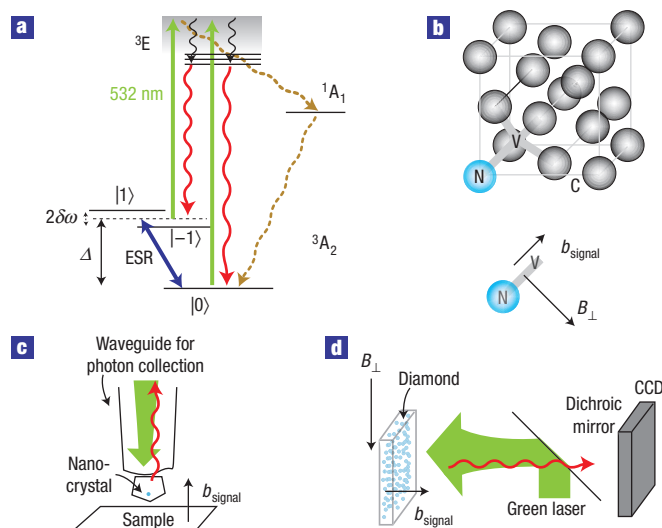 a
³E
532 nm
¹A₁
|1⟩
2δω
|−1⟩
Δ
ESR
³A₂
|0⟩
b
V
N
C
b_signal
V
N
B_⊥
c
Waveguide for
photon collection
Nano-
crystal
b_signal
Sample
d
B_⊥
Diamond
CCD
Dichroic
mirror
b_signal
Green laser